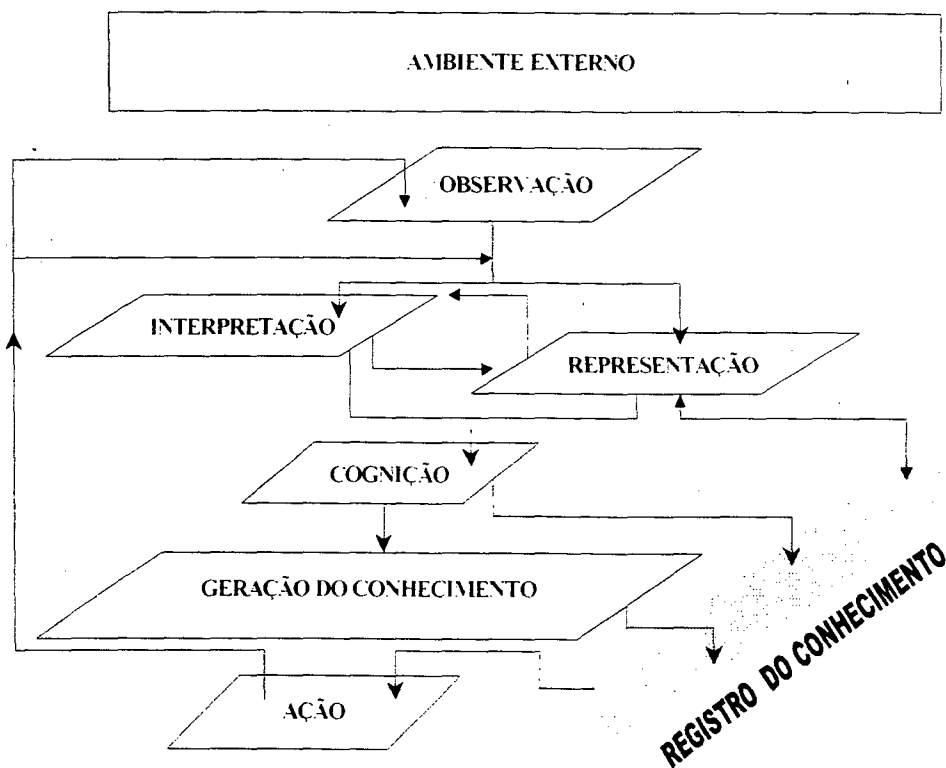 AMBIENTE EXTERNO
OBSERVAÇÃO
INTERPRETAÇÃO
REPRESENTAÇÃO
COGNIÇÃO
GERAÇÃO DO CONHECIMENTO
AÇÃO
REGISTRO DO CONHECIMENTO